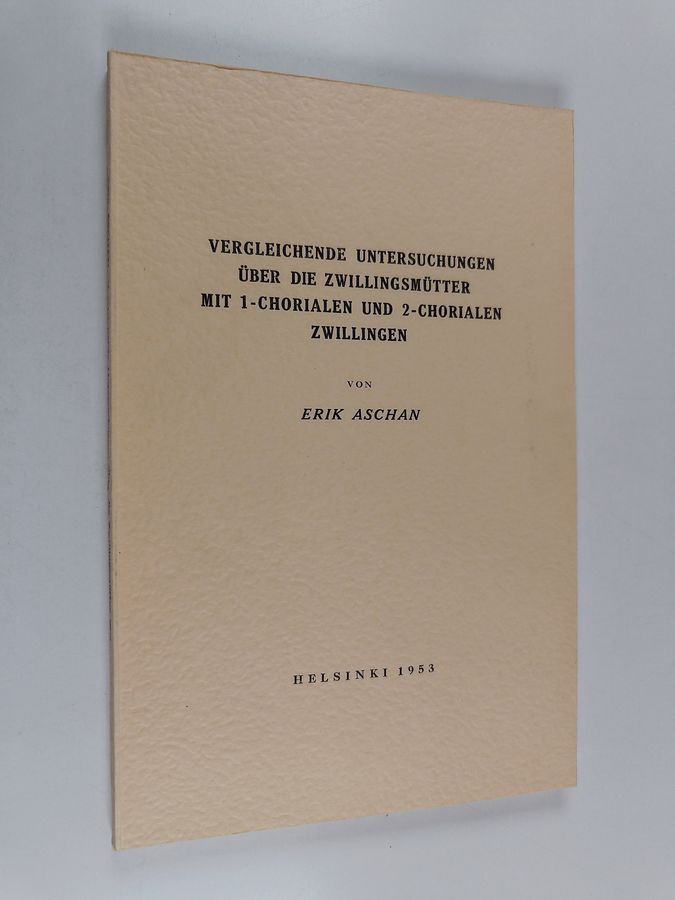 VERGLEICHENDE UNTERSUCHUNGEN
ÜBER DIE ZWILLINGSMÜTTER
MIT 1-CHORIALEN UND 2-CHORIALEN
ZWILLINGEN
VON
ERIK ASCHAN
HELSINKI 1953